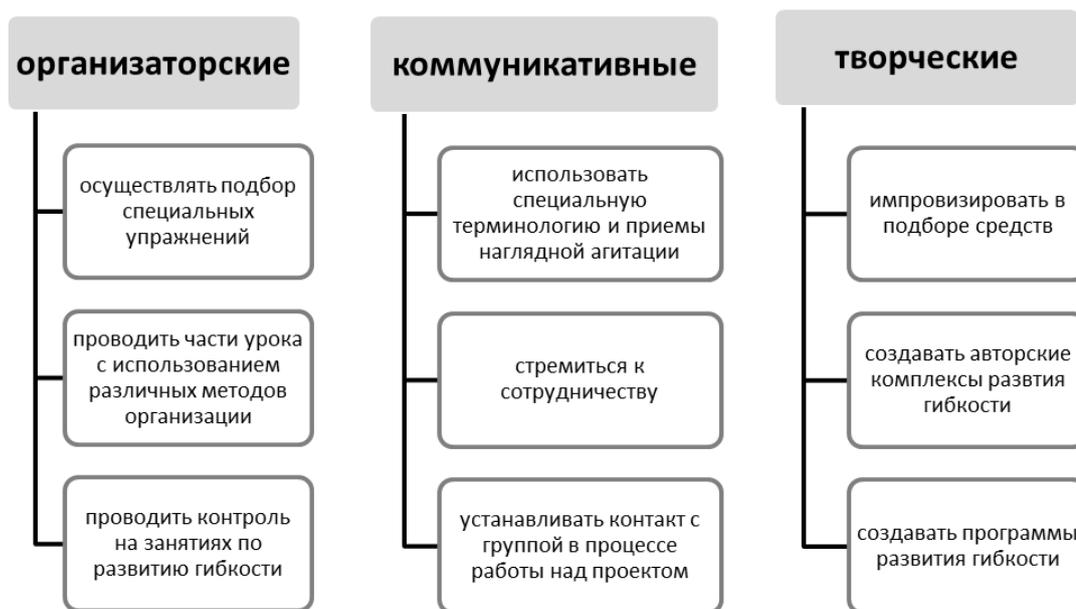 организаторские
осуществлять подбор
специальных
упражнений
проводить части урока
с использованием
различных методов
организации
проводить контроль
на занятиях по
развитию гибкости
коммуникативные
использовать
специальную
терминологию и приемы
наглядной агитации
стремиться к
сотрудничеству
устанавливать контакт с
группой в процессе
работы над проектом
творческие
импровизировать в
подборе средств
создавать авторские
комплексы развтия
гибкости
создавать программы
развития гибкости